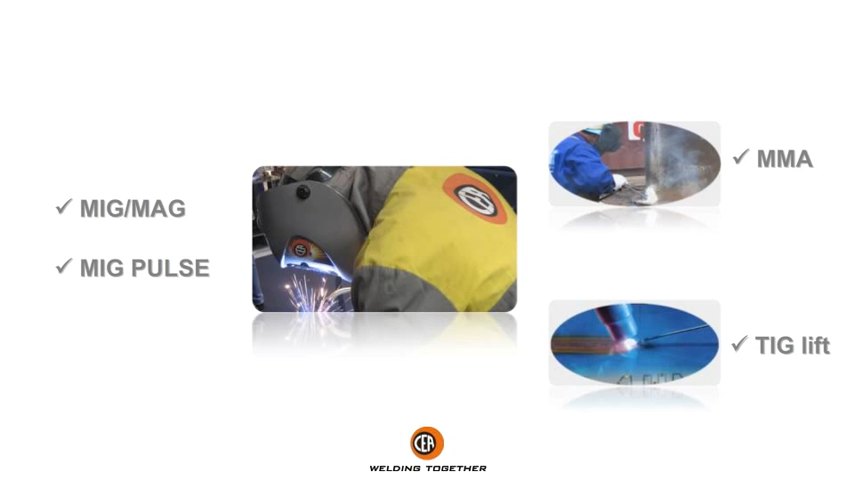 ✓ MIG/MAG
✓ MIG PULSE
✓ MMA
✓ TIG lift
CEA
WELDING TOGETHER